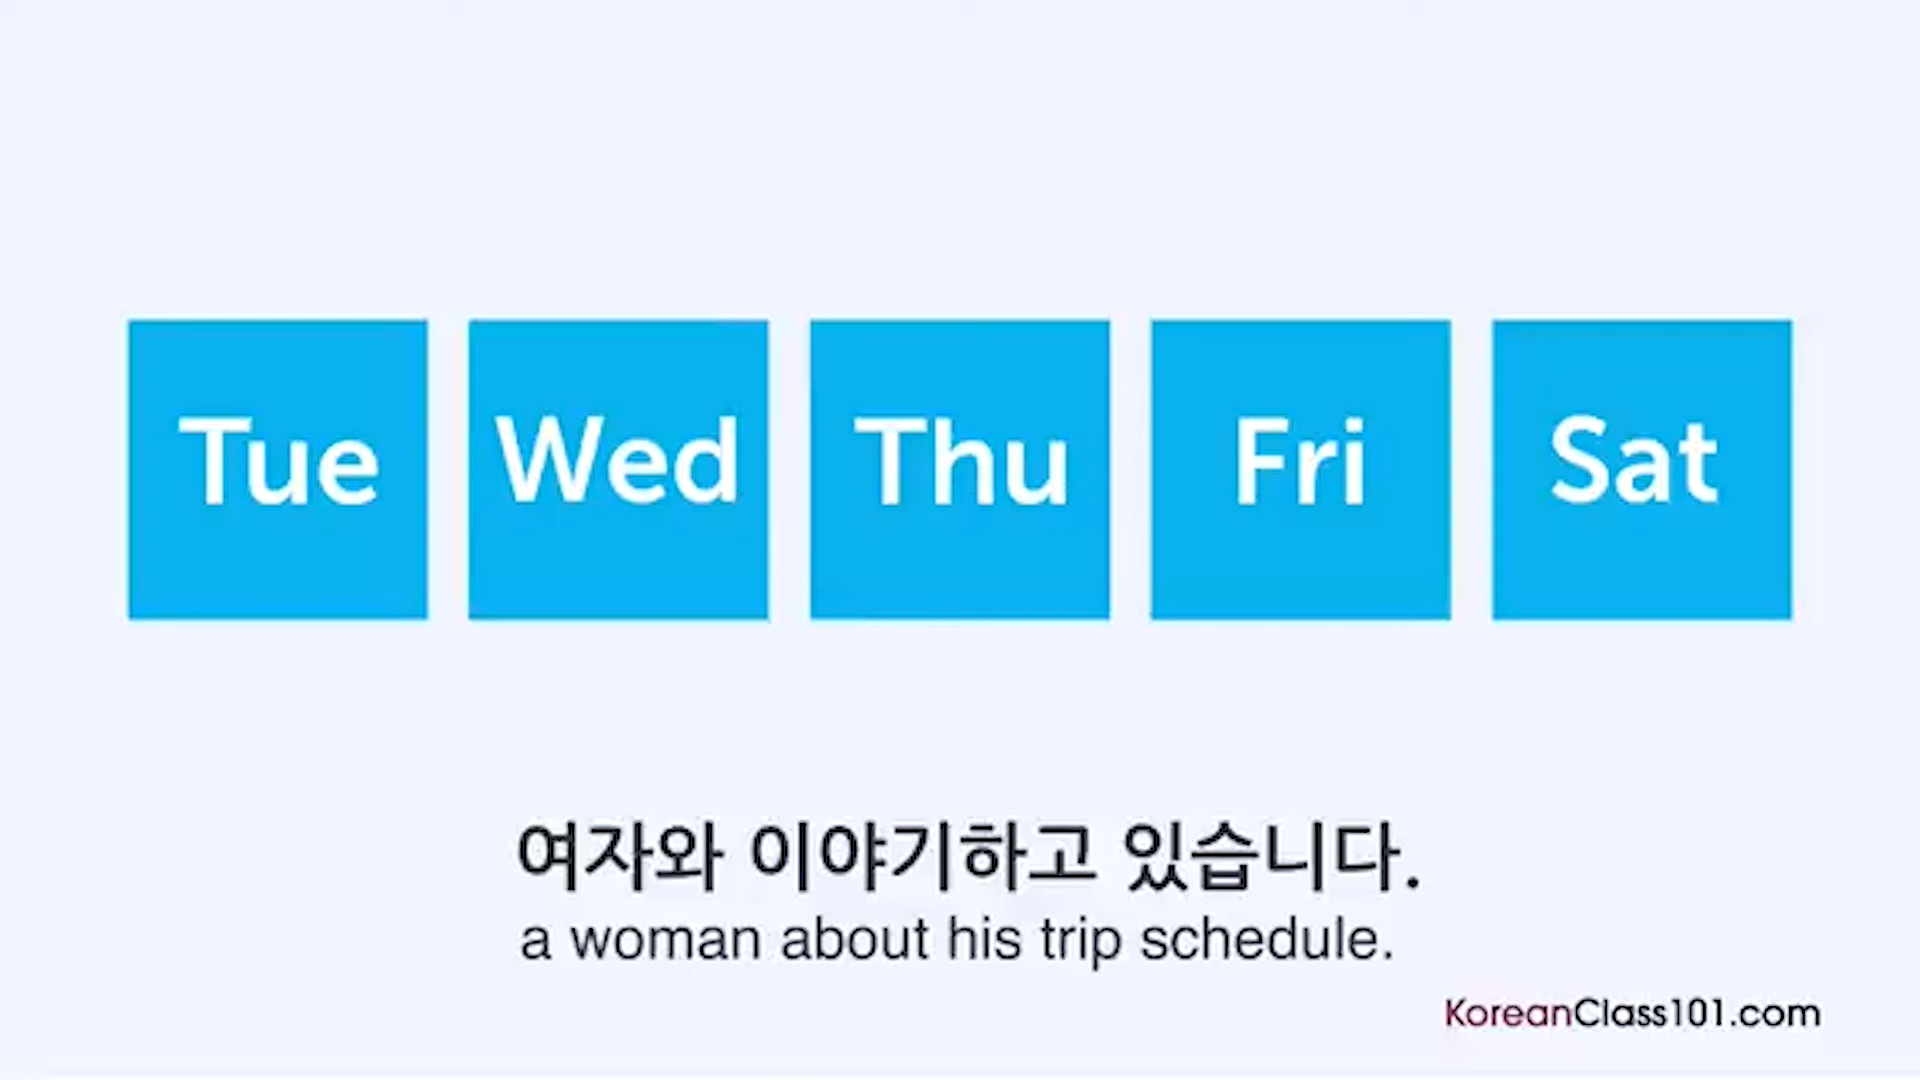 Tue Wed Thu Fri Sat
여자와 이야기하고 있습니다.
a woman about his trip schedule.
KoreanClass101.com